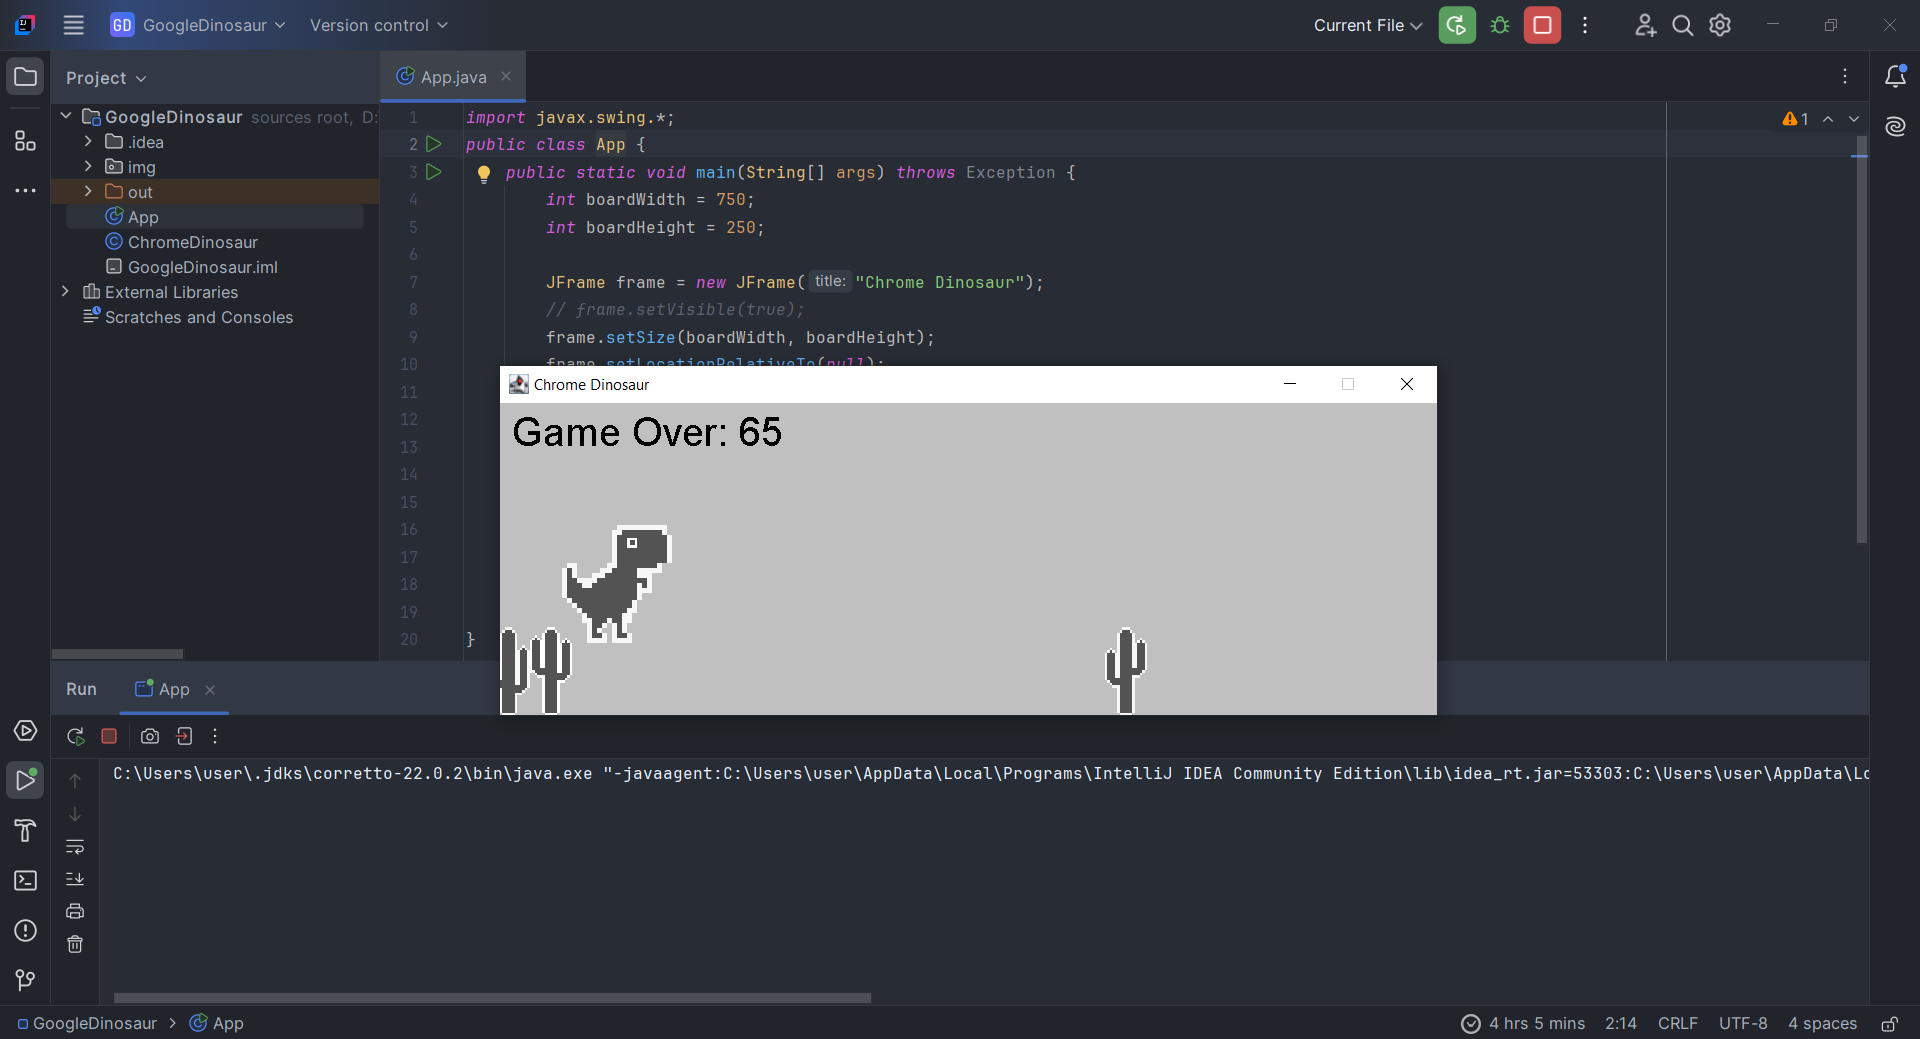 GD GoogleDinosaur Version control Current File
Project App.java
GoogleDinosaur sources root, D:
.idea
img
out
App
ChromeDinosaur
GoogleDinosaur.iml
External Libraries
Scratches and Consoles
1 import javax.swing.*;
2 public class App {
3 public static void main(String[] args) throws Exception {
4 int boardWidth = 750;
5 int boardHeight = 250;
6
7 JFrame frame = new JFrame( title: "Chrome Dinosaur");
8 // frame.setVisible(true);
9 frame.setSize(boardWidth, boardHeight);
10 frame.setLocationRelativeTo(null);
11
12
13
14
15
16
17
18
19
20 }
1
Chrome Dinosaur
Game Over: 65
Run App
C:\Users\user\.jdks\corretto-22.0.2\bin\java.exe "-javaagent:C:\Users\user\AppData\Local\Programs\IntelliJ IDEA Community Edition\lib\idea_rt.jar=53303:C:\Users\user\AppData\Lo
GoogleDinosaur > App 4 hrs 5 mins 2:14 CRLF UTF-8 4 spaces